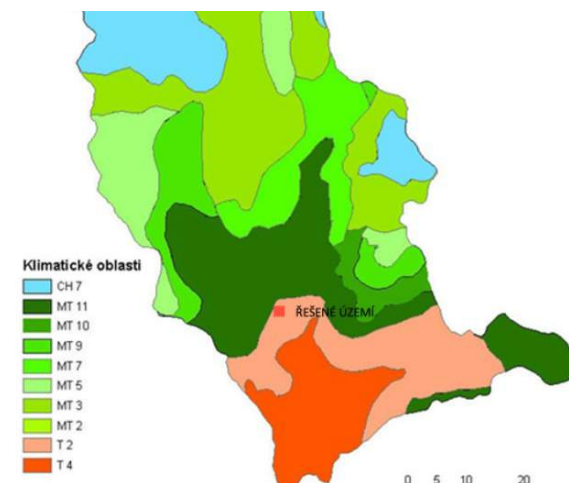 Klimatické oblasti
CH 7
MT 11
MT 10
MT 9
MT 7
MT 5
MT 3
MT 2
T 2
T 4
ŘEŠENÉ ÚZEMÍ
0 5 10 20